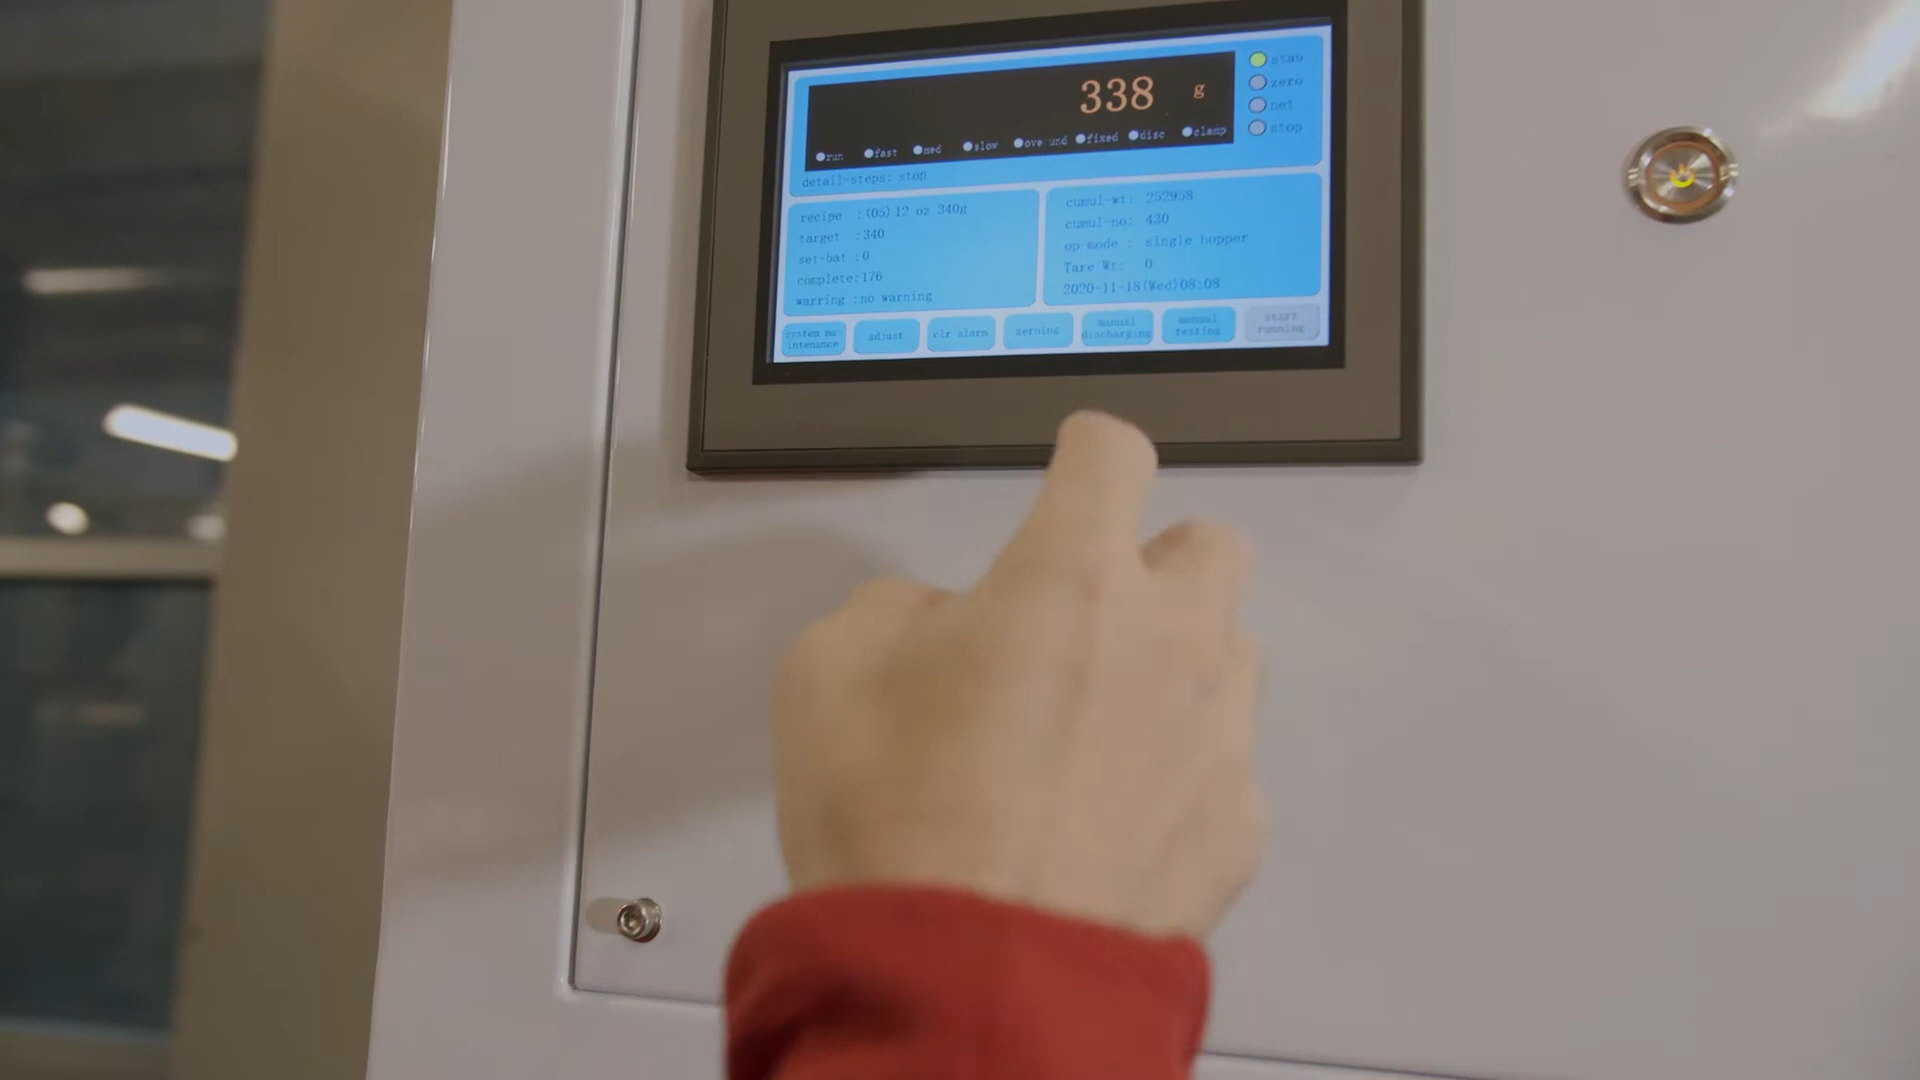 338 g
stab
zero
net
stop
run fast med slow ove und fixed disc clamp
detail-steps: stop
recipe :(05) 12 oz 340g
target :340
set-bat :0
complete:176
warring :no warning
cumul-wt: 252958
cumul-no: 430
op-mode : single hopper
Tare Wt: 0
2020-11-18(Wed)08:08
system ma-
intenance
adjust
clr alarm
zeroing
manual
discharging
manual
testing
start
running